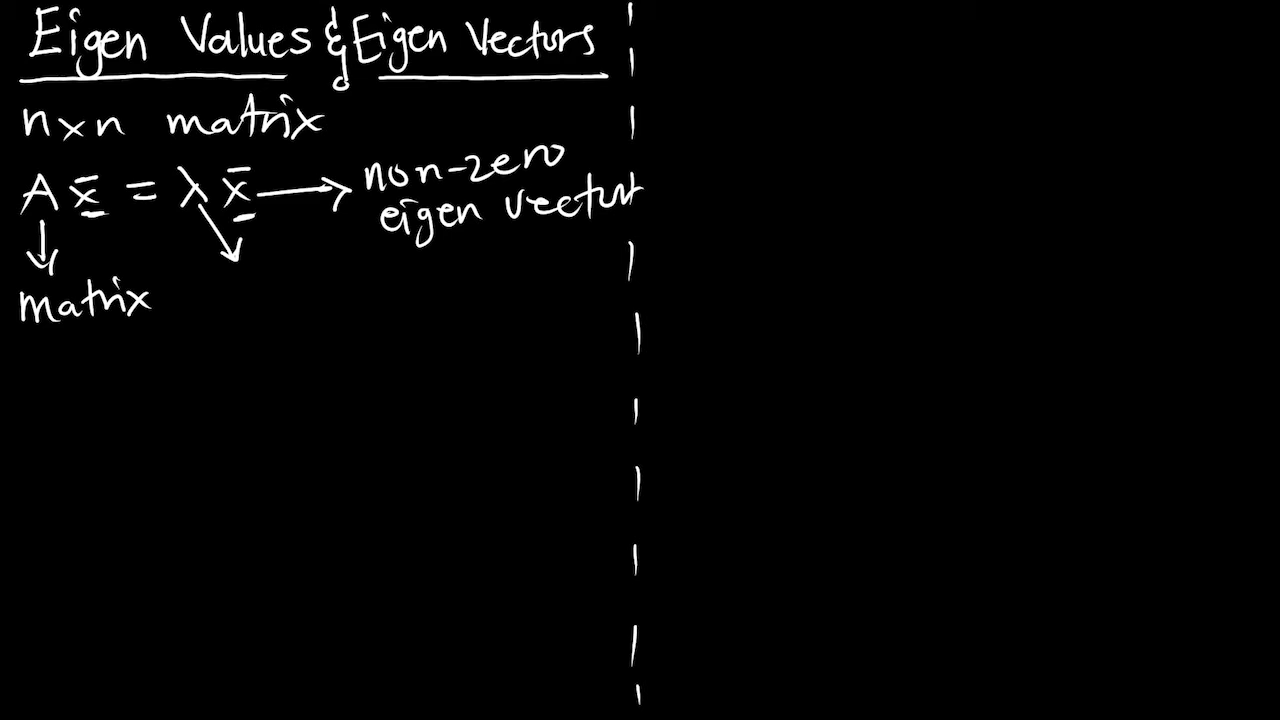 Eigen Values & Eigen Vectors
n×n matrix
A x̄ = λ x̄ → non-zero
eigen vector
matrix